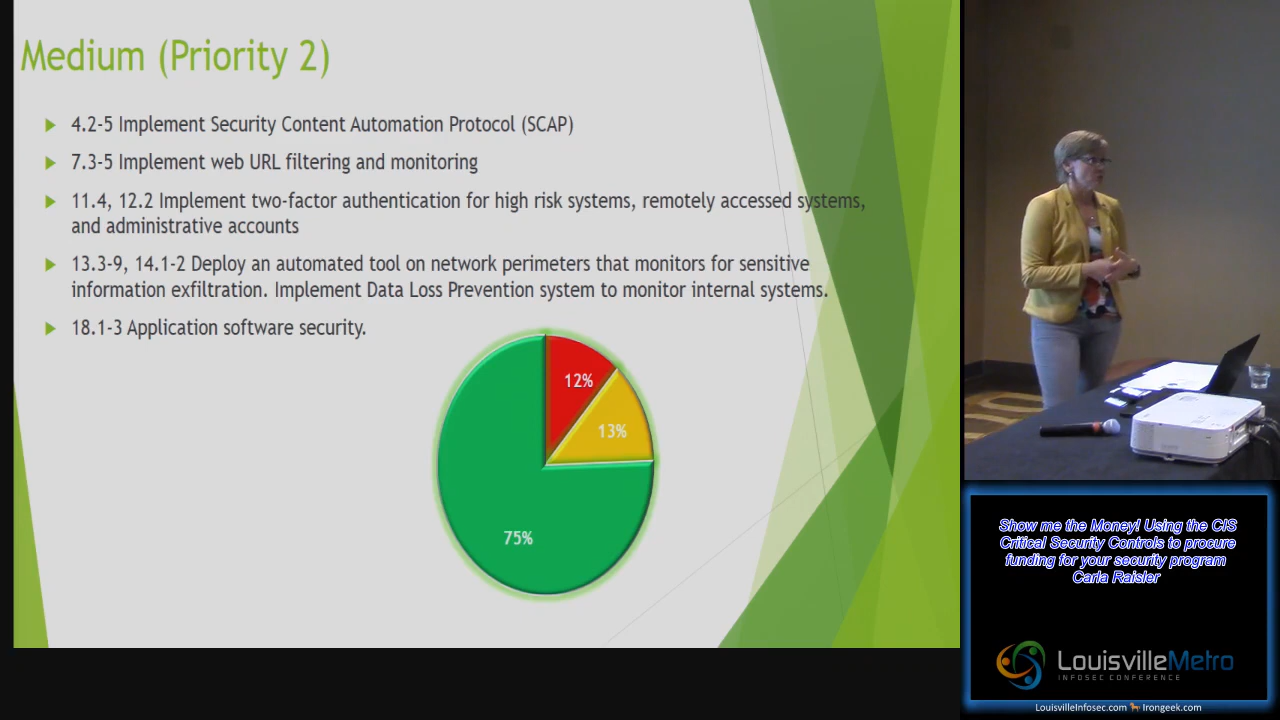 Medium (Priority 2)
4.2-5 Implement Security Content Automation Protocol (SCAP)
7.3-5 Implement web URL filtering and monitoring
11.4, 12.2 Implement two-factor authentication for high risk systems, remotely accessed systems,
and administrative accounts
13.3-9, 14.1-2 Deploy an automated tool on network perimeters that monitors for sensitive
information exfiltration. Implement Data Loss Prevention system to monitor internal systems.
18.1-3 Application software security.
12%
13%
75%
Show me the Money! Using the CIS
Critical Security Controls to procure
funding for your security program
Carla Raisler
LouisvilleMetro
INFOSEC CONFERENCE
LouisvilleInfosec.com Irongeek.com